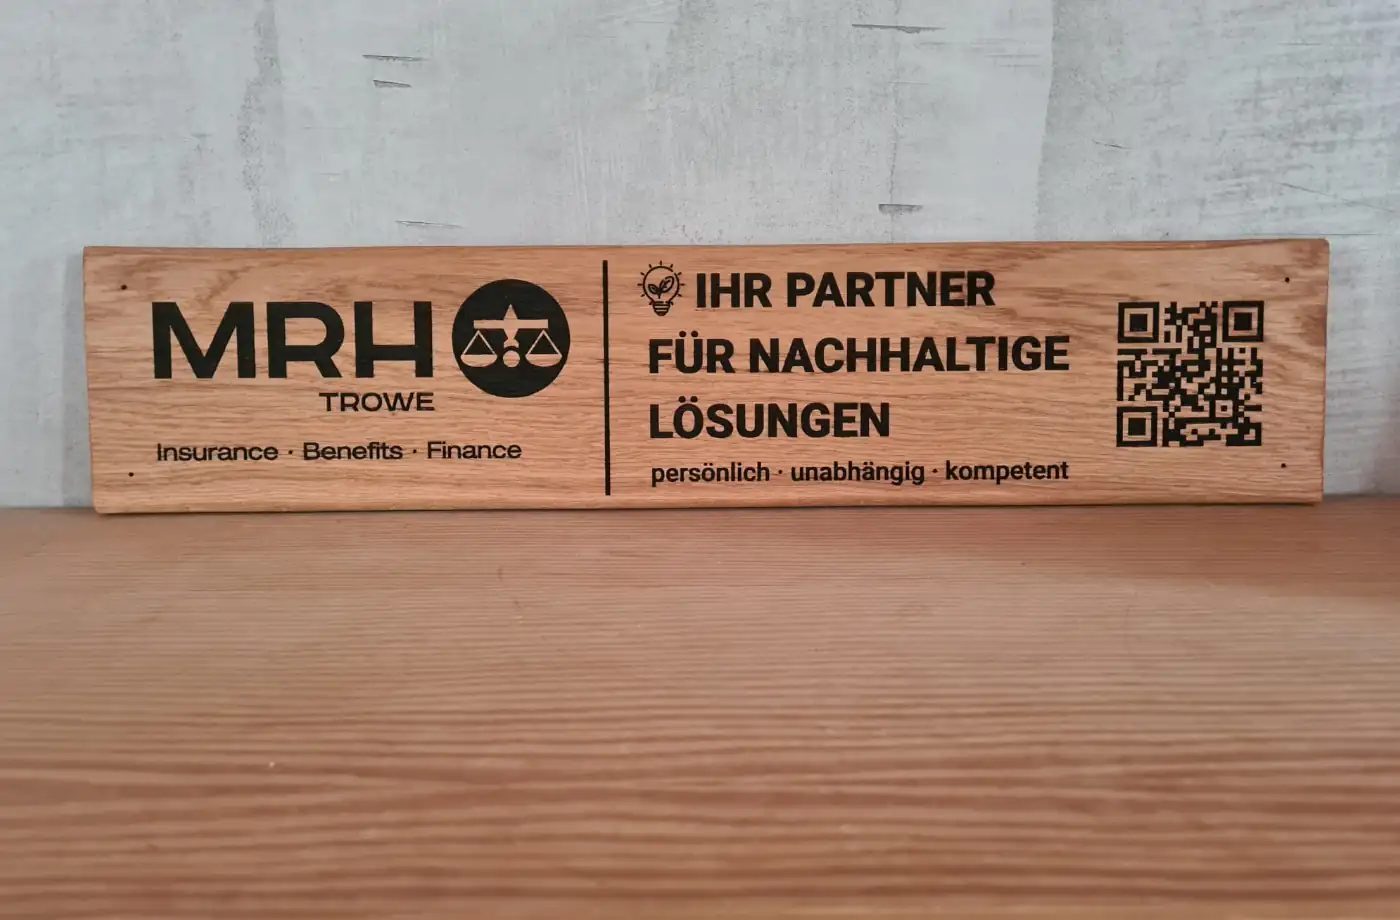 MRH
TROWE
Insurance · Benefits · Finance
IHR PARTNER
FÜR NACHHALTIGE
LÖSUNGEN
persönlich · unabhängig · kompetent